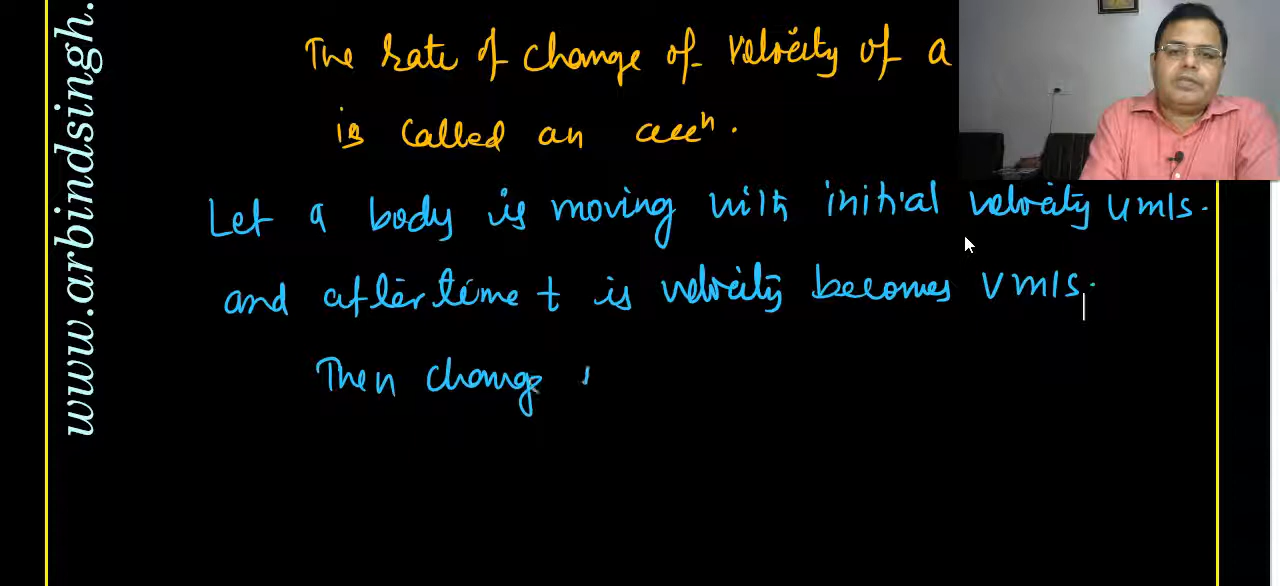 www.arbindsingh.
The rate of change of velocity of a
is called an accⁿ.
Let a body is moving with initial velocity u m/s.
and after time t is velocity becomes v m/s.
Then change